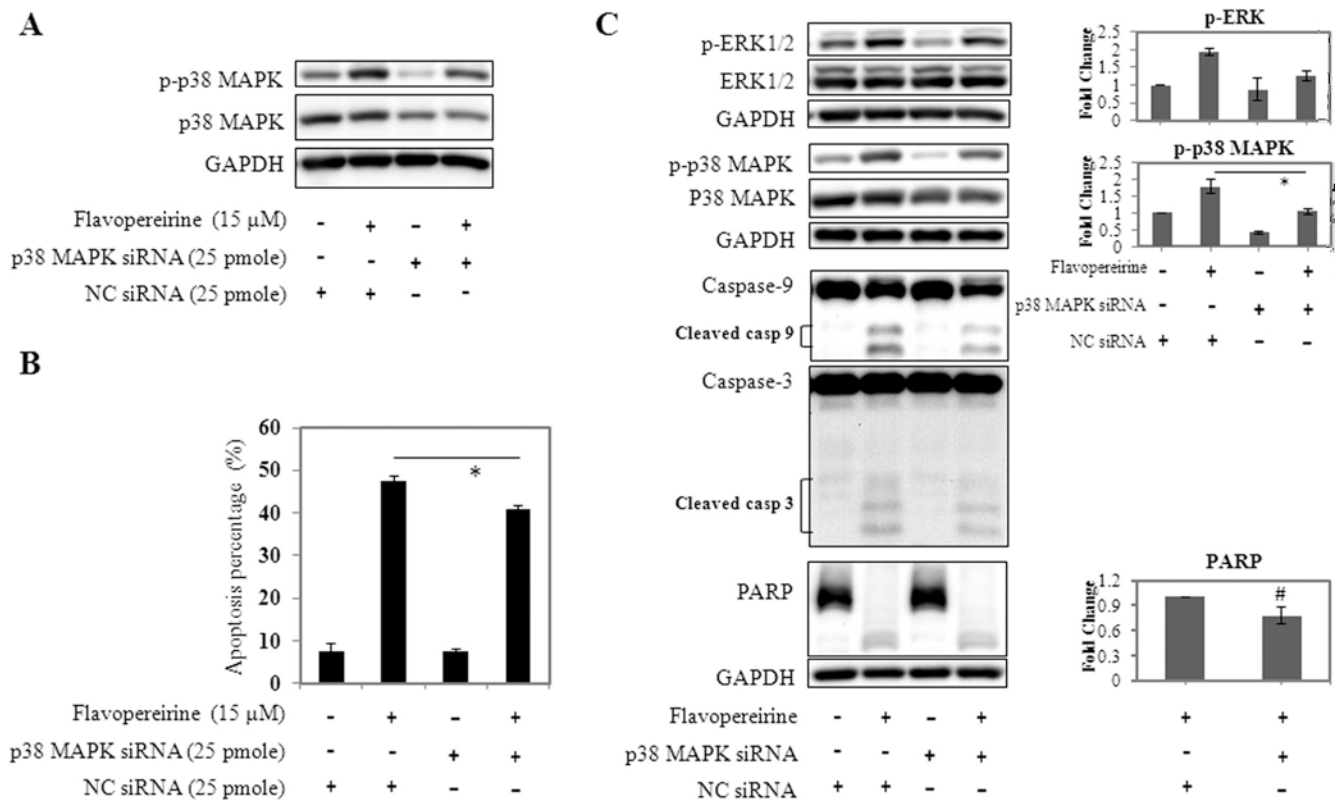 A
p-p38 MAPK
p38 MAPK
GAPDH
Flavopereirine (15 µM) - + - +
p38 MAPK siRNA (25 pmole) - - + +
NC siRNA (25 pmole) + + - -
B
Apoptosis percentage (%)
60
50
40
30
20
10
0
*
Flavopereirine (15 µM) - + - +
p38 MAPK siRNA (25 pmole) - - + +
NC siRNA (25 pmole) + + - -
C
p-ERK1/2
ERK1/2
GAPDH
p-p38 MAPK
P38 MAPK
GAPDH
Caspase-9
Cleaved casp 9
Caspase-3
Cleaved casp 3
PARP
GAPDH
Flavopereirine - + - +
p38 MAPK siRNA - - + +
NC siRNA + + - -
p-ERK
Fold Change
2.5
2
1.5
1
0.5
0
p-p38 MAPK
Fold Change
2.5
2
1.5
1
0.5
0
*
Flavopereirine - + - +
p38 MAPK siRNA - - + +
NC siRNA + + - -
PARP
Fold Change
1.2
0.9
0.6
0.3
0
#
+ +
- +
+ -